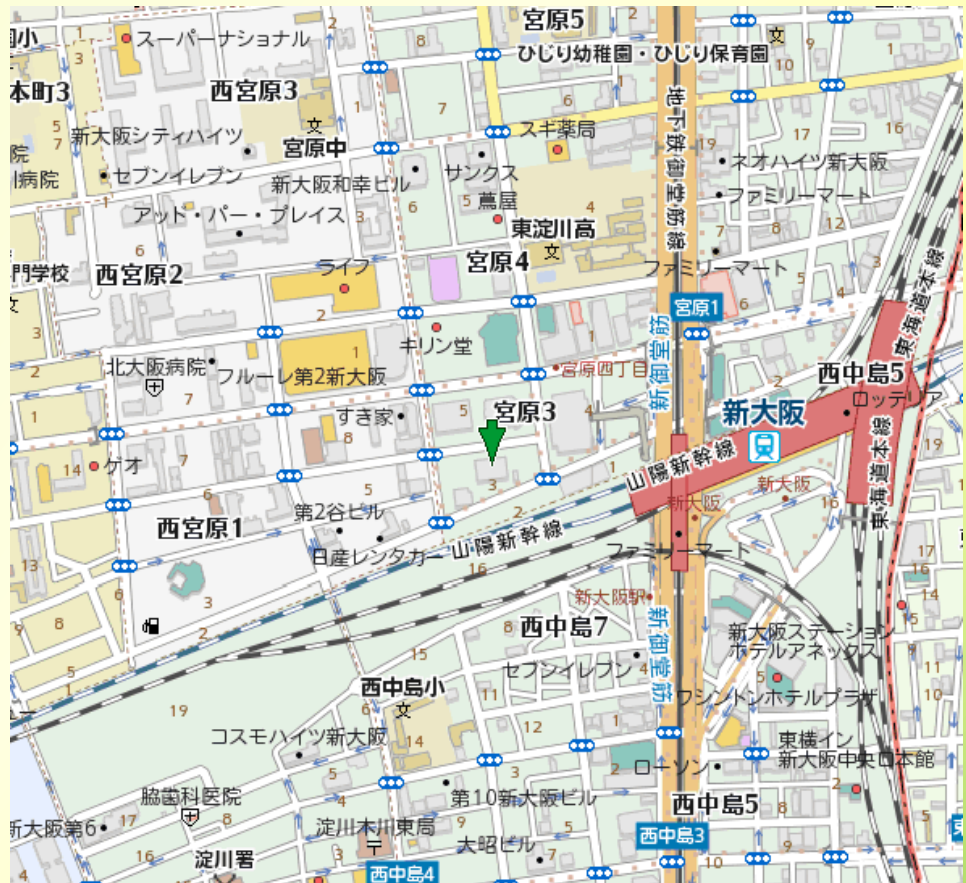 宮原5
スーパーナショナル
ひじり幼稚園・ひじり保育園
本町3
西宮原3
地下鉄御堂筋線
スギ薬局
新大阪シティハイツ
宮原中
サンクス
ネオハイツ新大阪
セブンイレブン
新大阪和幸ビル
ファミリーマート
蔦屋
アッド・バー・プレイス
東淀川高
西宮原2
ライフ
宮原4
ファミリーマート
門学校
宮原1
東海道本線
キリン堂
新御堂筋
北大阪病院
フルーレ第2新大阪
宮原四丁目
西中島5
ロッテリア
すき家
宮原3
新大阪
ゲオ
山陽新幹線
新大阪
新大阪
東海道本線
西宮原1
第2谷ビル
日産レンタカー
山陽新幹線
ファミリーマート
新大阪駅
西中島7
新御堂筋
新大阪ステーション
ホテルアネックス
セブンイレブン
西中島小
ワシントンホテルプラザ
コスモハイツ新大阪
東横イン
新大阪中央口本館
ローソン
脇歯科医院
第10新大阪ビル
西中島5
新大阪第6
淀川木川東局
西中島3
大昭ビル
淀川署
西中島4